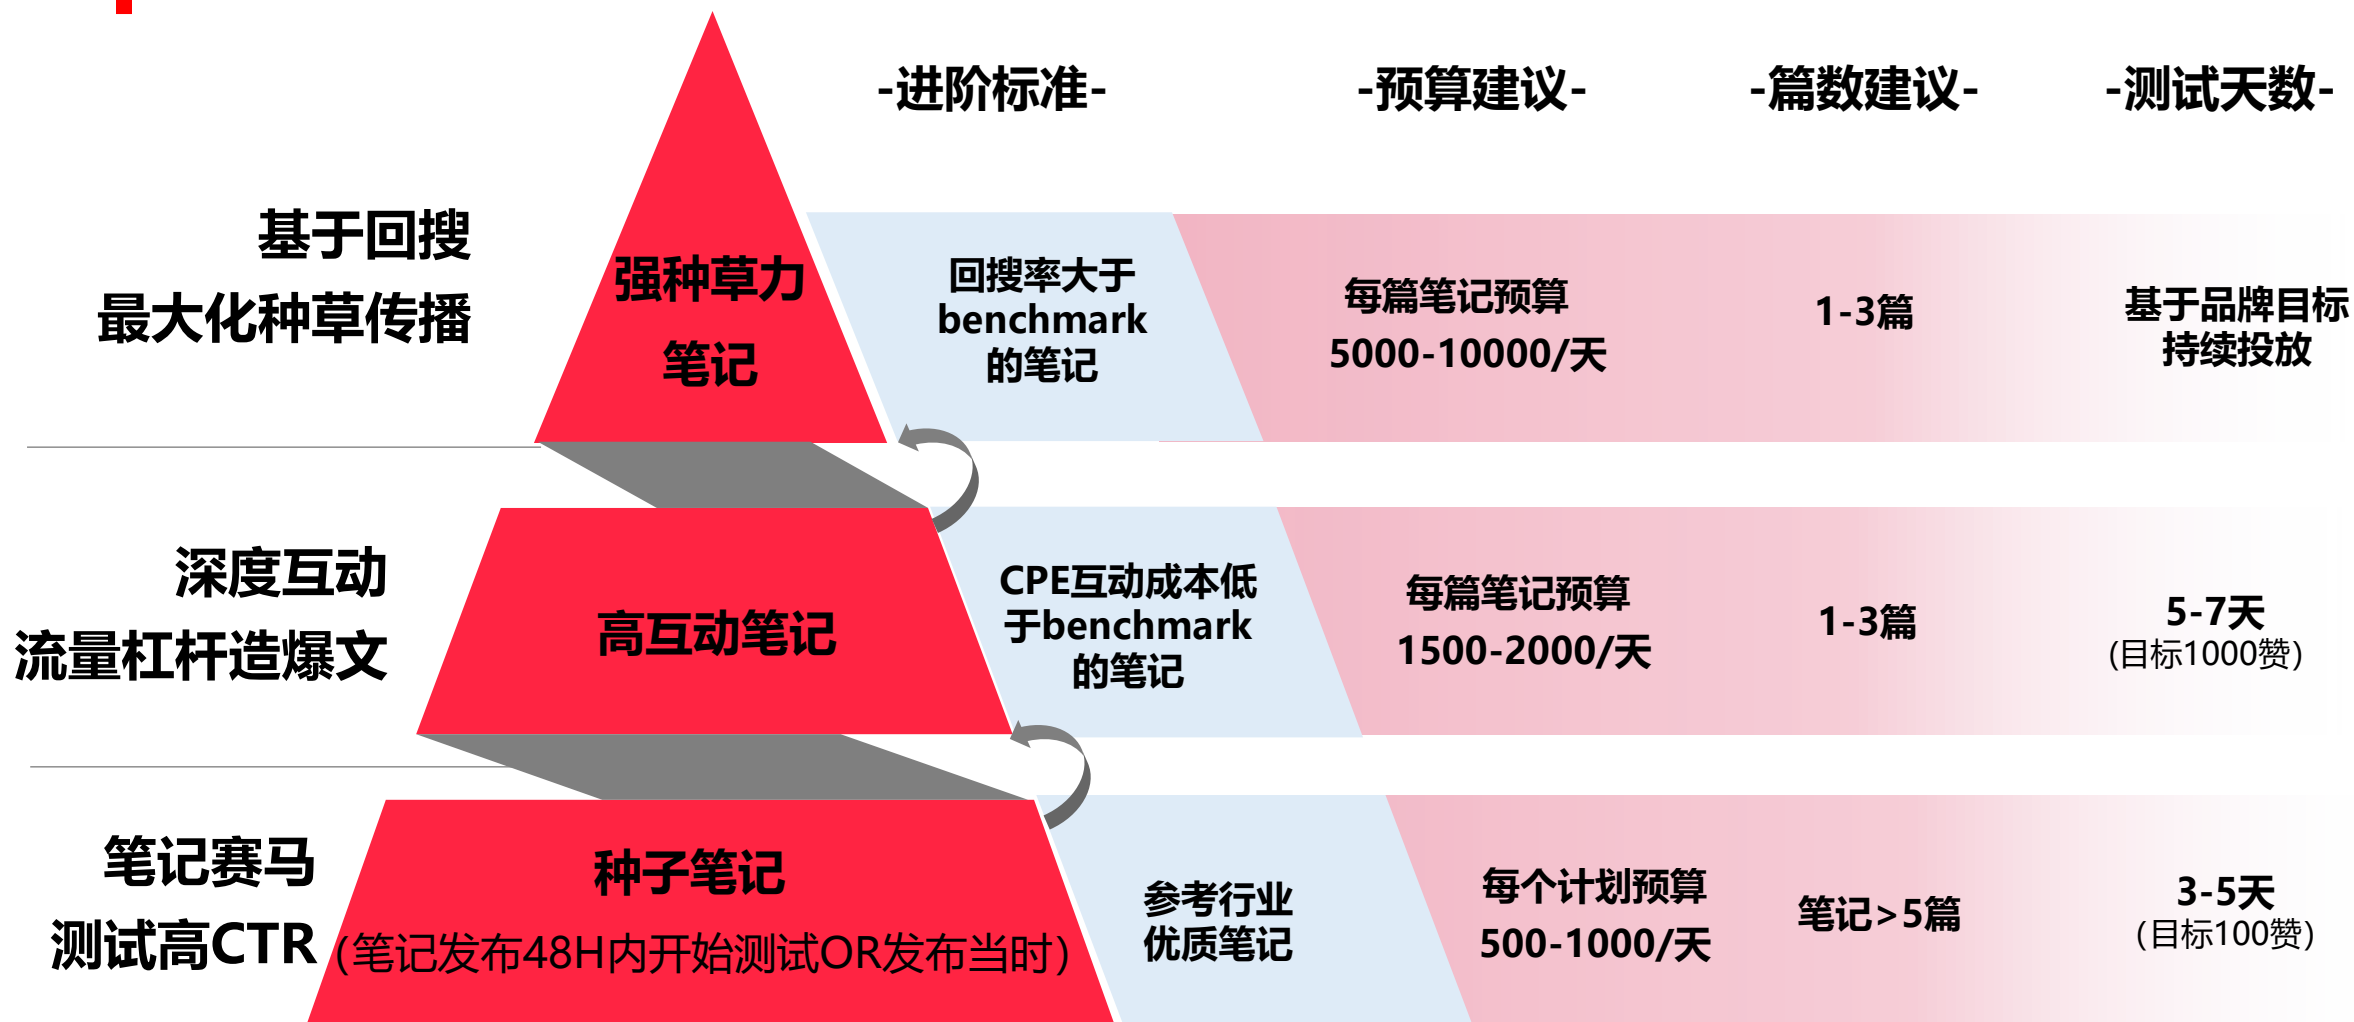 -进阶标准-
-预算建议-
-篇数建议-
-测试天数-
基于回搜
最大化种草传播
强种草力
笔记
回搜率大于
benchmark
的笔记
每篇笔记预算
5000-10000/天
1-3篇
基于品牌目标
持续投放
深度互动
流量杠杆造爆文
高互动笔记
CPE互动成本低
于benchmark
的笔记
每篇笔记预算
1500-2000/天
1-3篇
5-7天
(目标1000赞)
笔记赛马
测试高CTR
种子笔记
(笔记发布48H内开始测试OR发布当时)
参考行业
优质笔记
每个计划预算
500-1000/天
笔记>5篇
3-5天
(目标100赞)